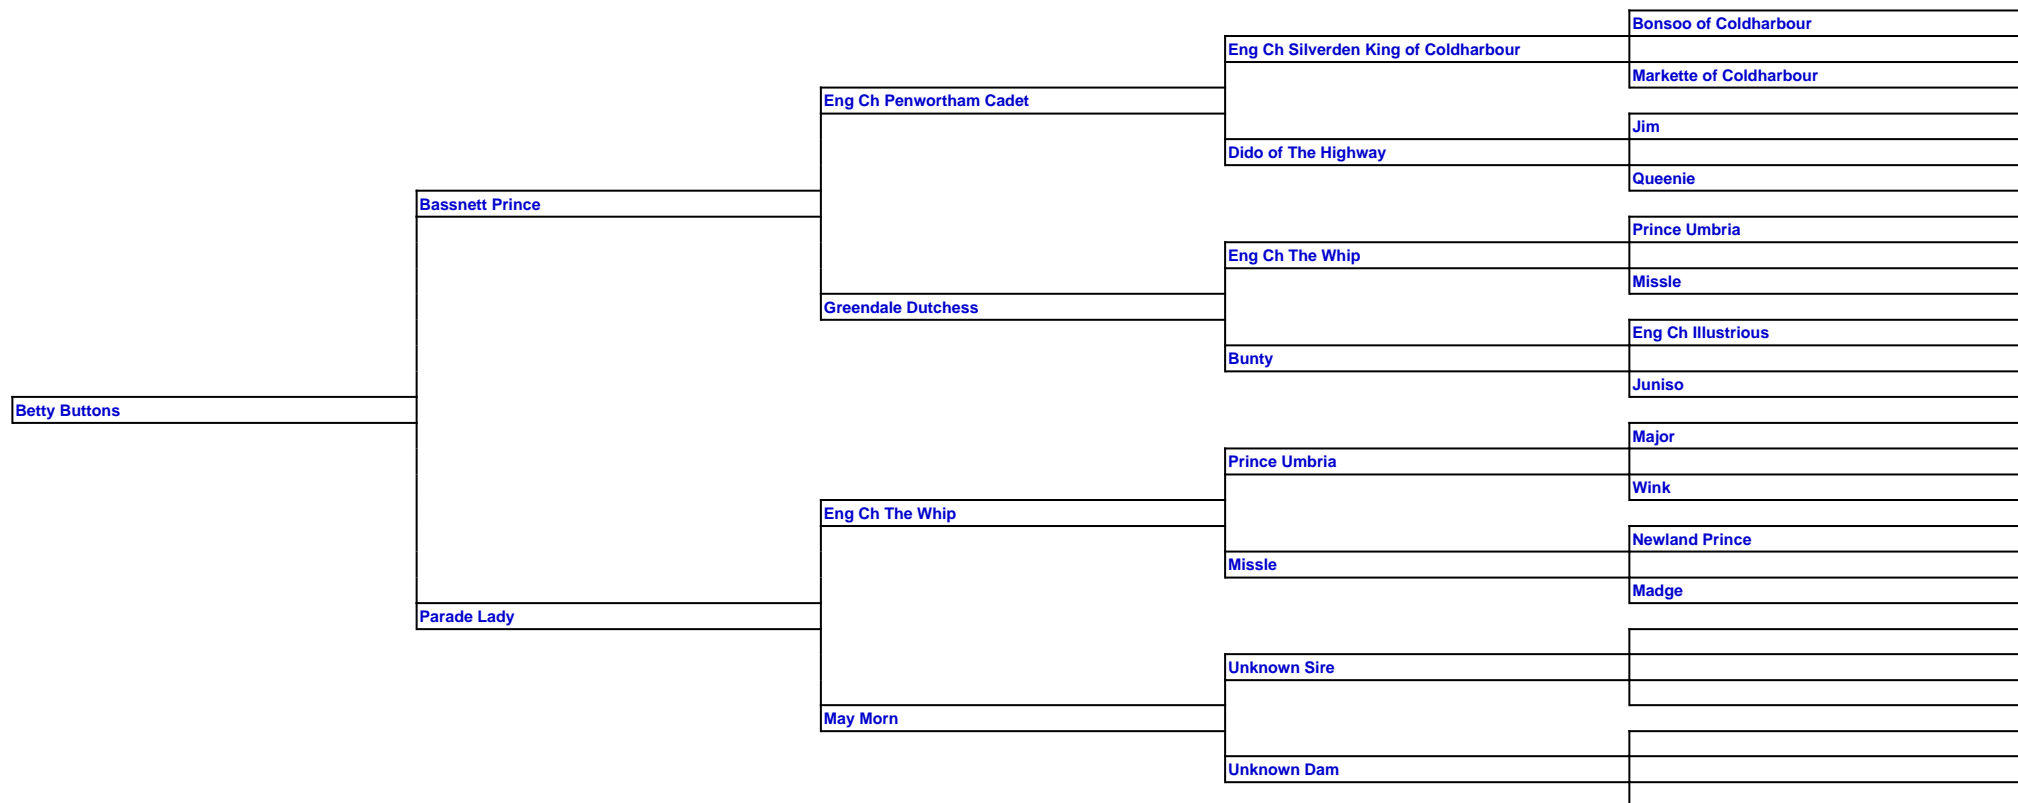 Bonsoo of Coldharbour
Eng Ch Silverden King of Coldharbour
Markette of Coldharbour
Eng Ch Penwortham Cadet
Jim
Dido of The Highway
Queenie
Bassnett Prince
Prince Umbria
Eng Ch The Whip
Missle
Greendale Dutchess
Eng Ch Illustrious
Bunty
Juniso
Betty Buttons
Major
Prince Umbria
Wink
Eng Ch The Whip
Newland Prince
Missle
Madge
Parade Lady
Unknown Sire
May Morn
Unknown Dam